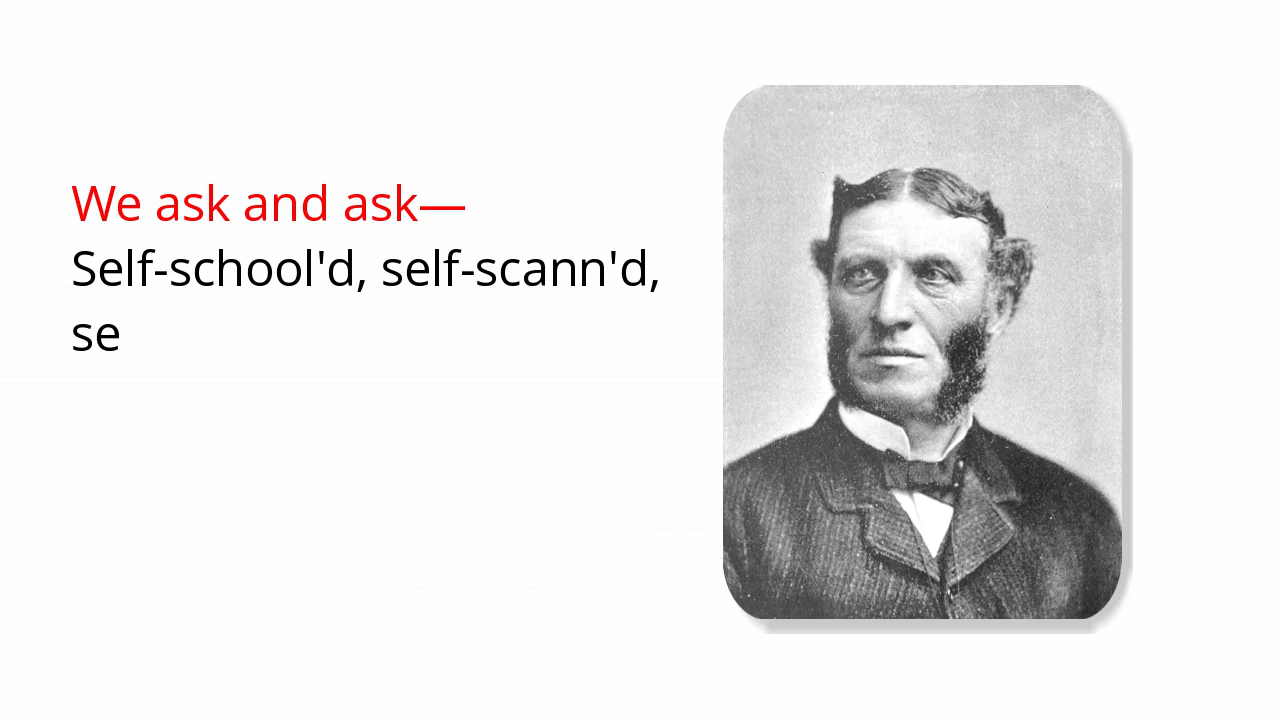 We ask and ask—
Self-school'd, self-scann'd,
se